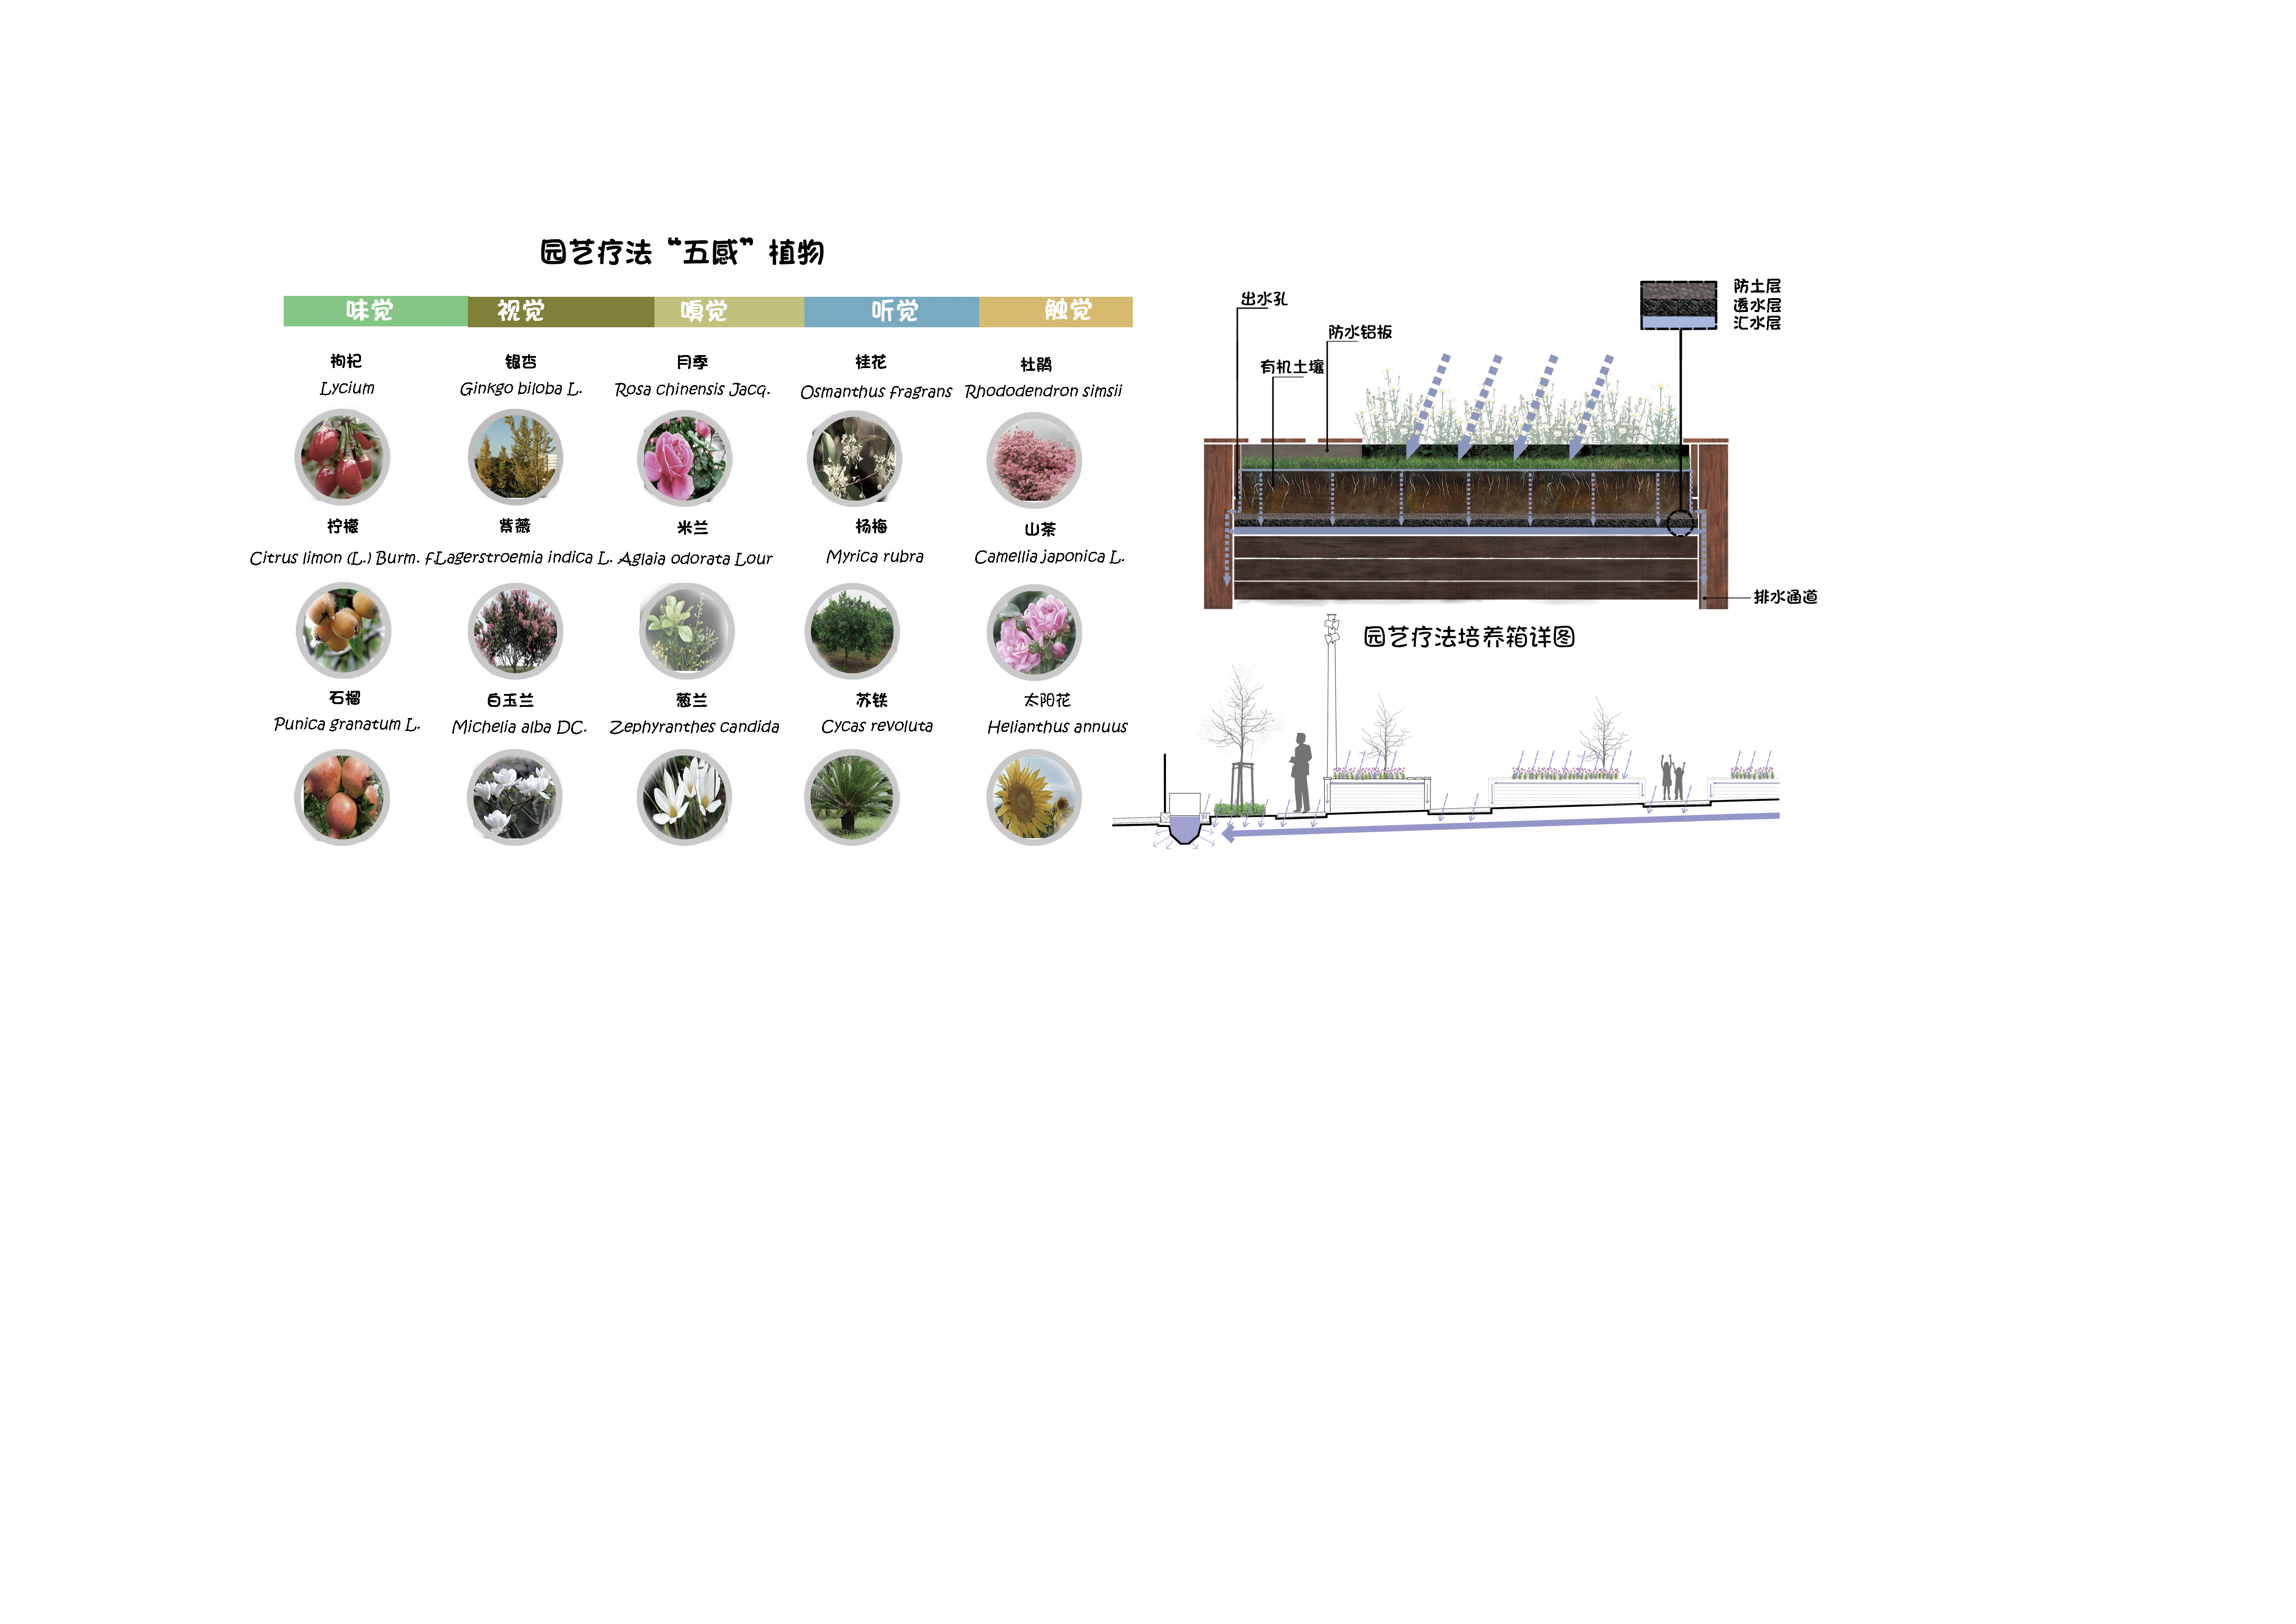 园艺疗法“五感”植物
味觉 视觉 嗅觉 听觉 触觉
枸杞 银杏 月季 桂花 杜鹃
Lycium Ginkgo biloba L. Rosa chinensis Jacq. Osmanthus fragrans Rhododendron simsii
柠檬 紫薇 米兰 杨梅 山茶
Citrus limon (L.) Burm. f. Lagerstroemia indica L. Aglaia odorata Lour Myrica rubra Camellia japonica L.
石榴 白玉兰 葱兰 苏铁 太阳花
Punica granatum L. Michelia alba DC. Zephyranthes candida Cycas revoluta Helianthus annuus
出水孔
防水铝板
有机土壤
防土层
透水层
汇水层
排水通道
园艺疗法培养箱详图